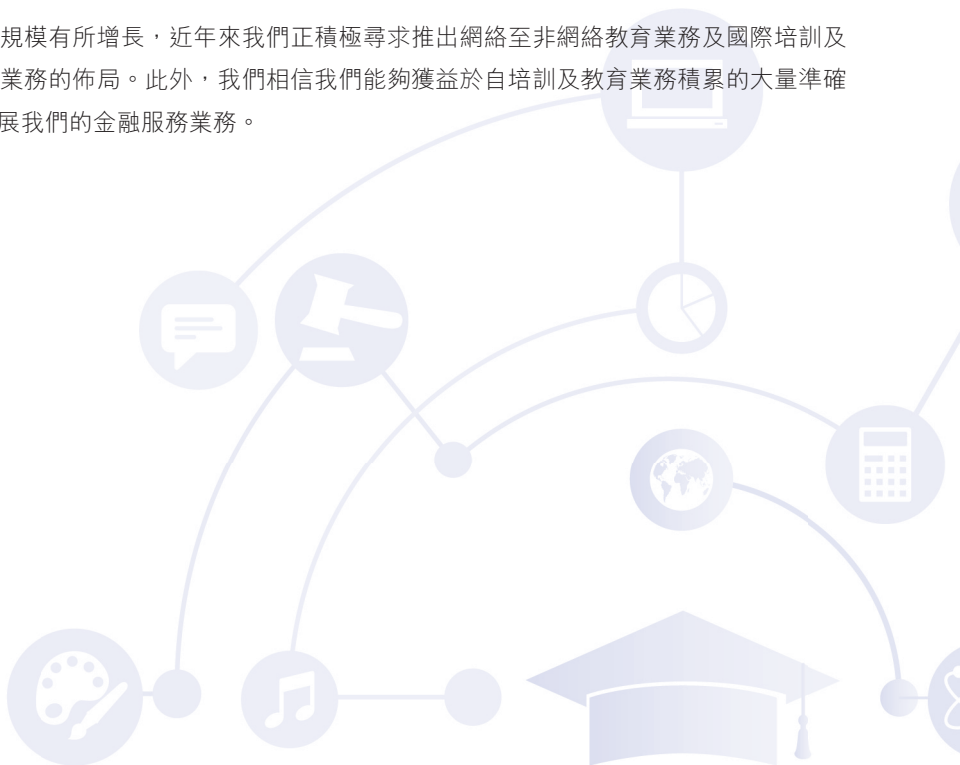 規模有所增長，近年來我們正積極尋求推出網絡至非網絡教育業務及國際培訓及
業務的佈局。此外，我們相信我們能夠獲益於自培訓及教育業務積累的大量準確
展我們的金融服務業務。